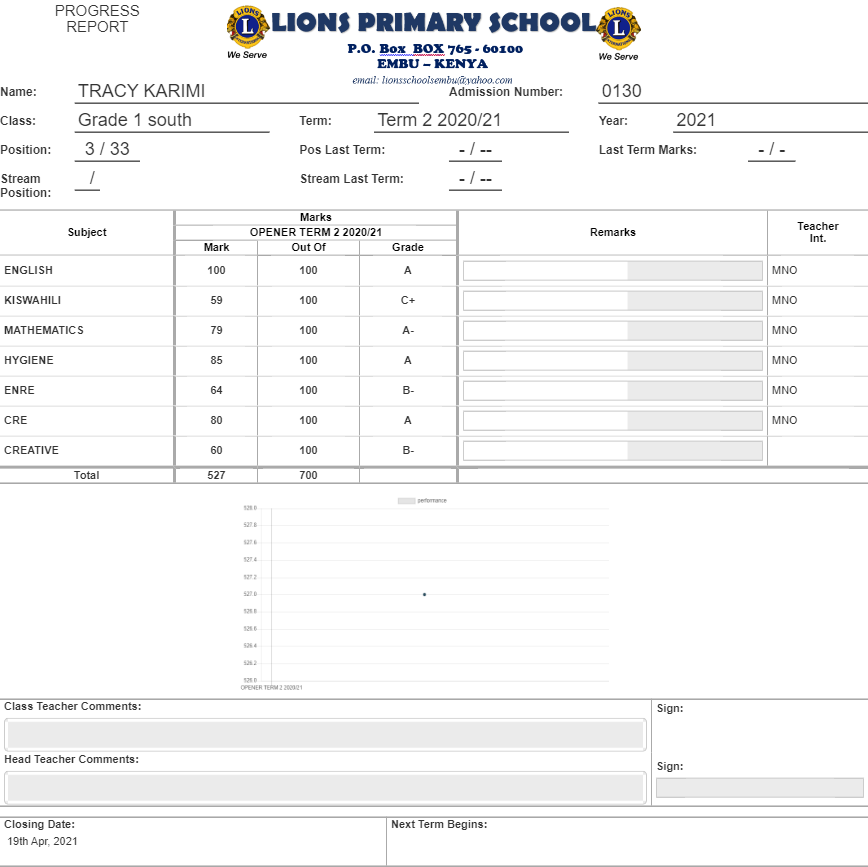 PROGRESS
REPORT
L
INTERNATIONAL
We Serve
LIONS PRIMARY SCHOOL
L
INTERNATIONAL
We Serve
P.O. Box BOX 765 - 60100
EMBU – KENYA
email: lionsschoolsembu@yahoo.com
Name: TRACY KARIMI Admission Number: 0130
Class: Grade 1 south Term: Term 2 2020/21 Year: 2021
Position: 3 / 33 Pos Last Term: - / -- Last Term Marks: - / -
Stream Position: / Stream Last Term: - / --
Subject Marks Remarks Teacher Int.
OPENER TERM 2 2020/21
Mark Out Of Grade
ENGLISH 100 100 A MNO
KISWAHILI 59 100 C+ MNO
MATHEMATICS 79 100 A- MNO
HYGIENE 85 100 A MNO
ENRE 64 100 B- MNO
CRE 80 100 A MNO
CREATIVE 60 100 B-
Total 527 700
performance
528.0
527.8
527.6
527.4
527.2
527.0
526.8
526.6
526.4
526.2
526.0
OPENER TERM 2 2020/21
Class Teacher Comments: Sign:
Head Teacher Comments: Sign:
Closing Date: Next Term Begins:
19th Apr, 2021